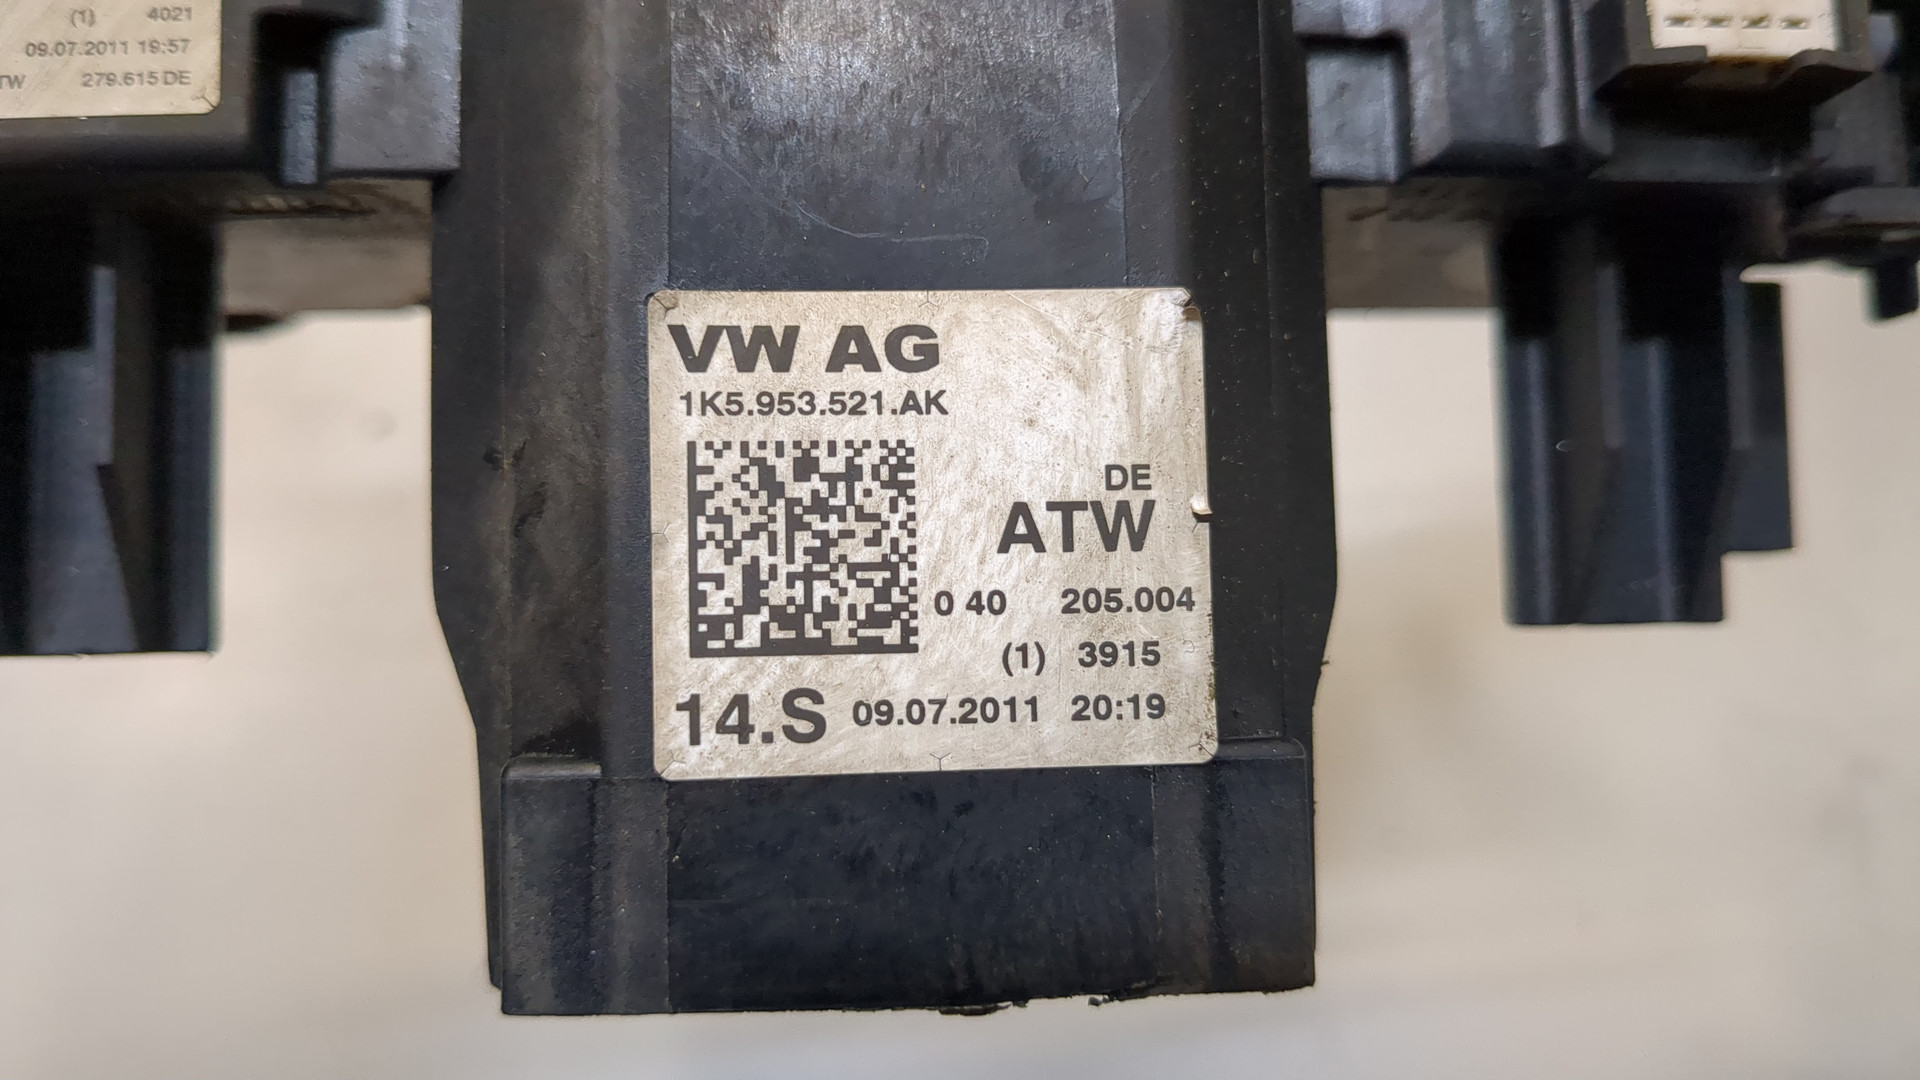 (1) 4021
09.07.2011 19:57
TW 279.615 DE
VW AG
1K5.953.521.AK
DE
ATW
0 40 205.004
(1) 3915
14.S 09.07.2011 20:19